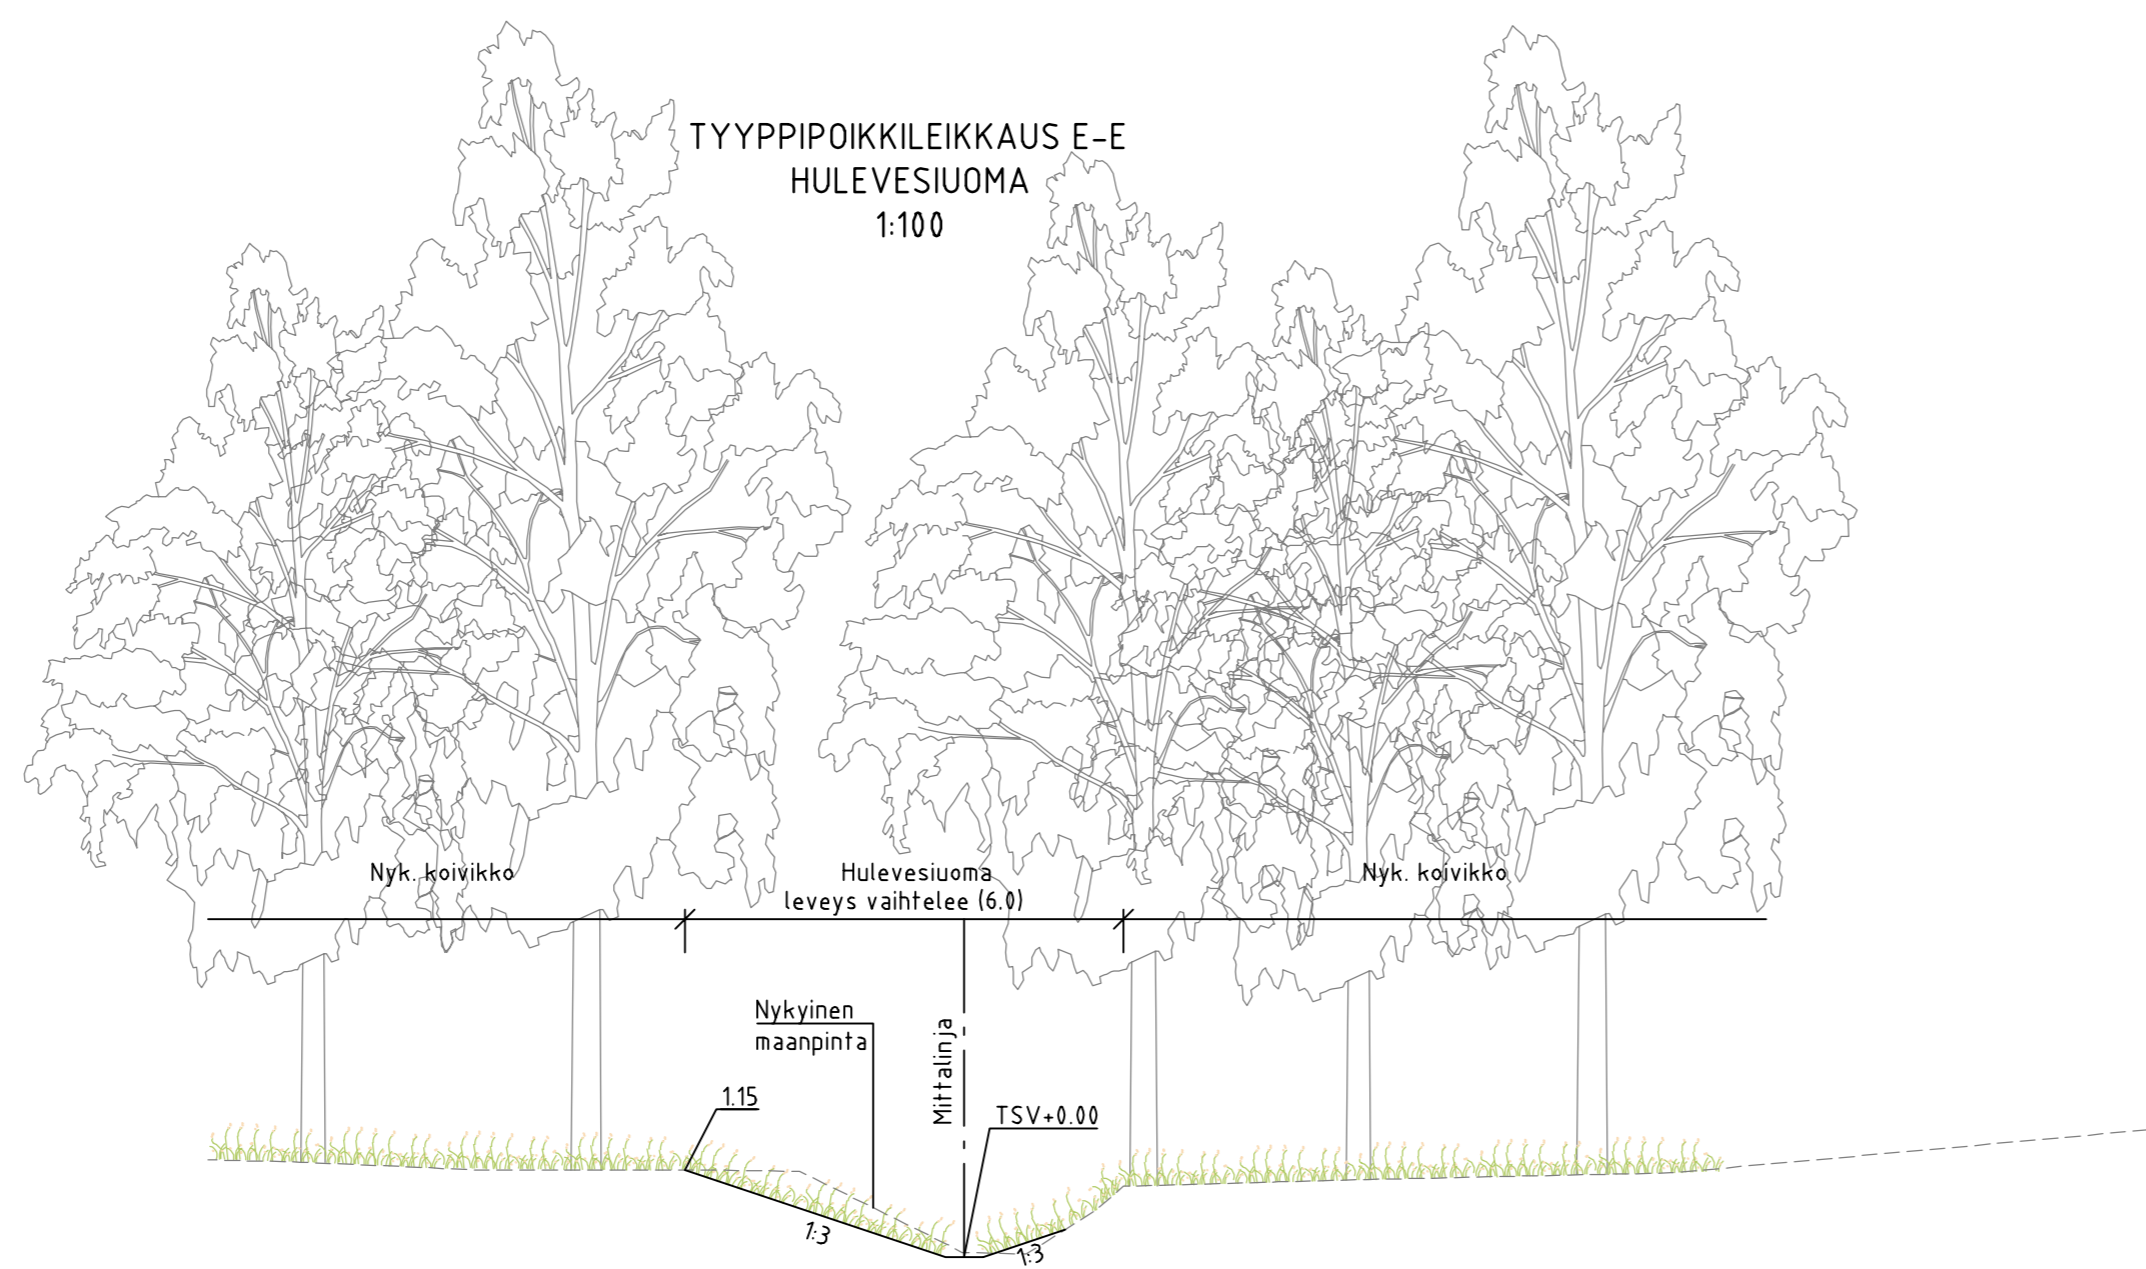 TYYPPIPOIKKILEIKKAUS E-E
HULEVESIUOMA
1:100
Nyk. koivikko
Hulevesiuoma
leveys vaihtelee (6.0)
Nyk. koivikko
Nykyinen
maanpinta
Mittalinja
1.15
TSV+0.00
1:3
1:3